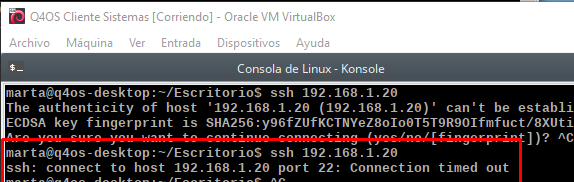 Q4OS Cliente Sistemas [Corriendo] - Oracle VM VirtualBox
Archivo Máquina Ver Entrada Dispositivos Ayuda
Consola de Linux - Konsole
marta@q4os-desktop:~/Escritorio$ ssh 192.168.1.20
The authenticity of host '192.168.1.20 (192.168.1.20)' can't be establi
ECDSA key fingerprint is SHA256:y96fZUfKCTNYeZ8oIo0T5T9R9OIfmfuct/8XUti
Are you sure you want to continue connecting (yes/no/[fingerprint])? ^C
marta@q4os-desktop:~/Escritorio$ ssh 192.168.1.20
ssh: connect to host 192.168.1.20 port 22: Connection timed out
marta@q4os-desktop:~/Escritorio$ ^C